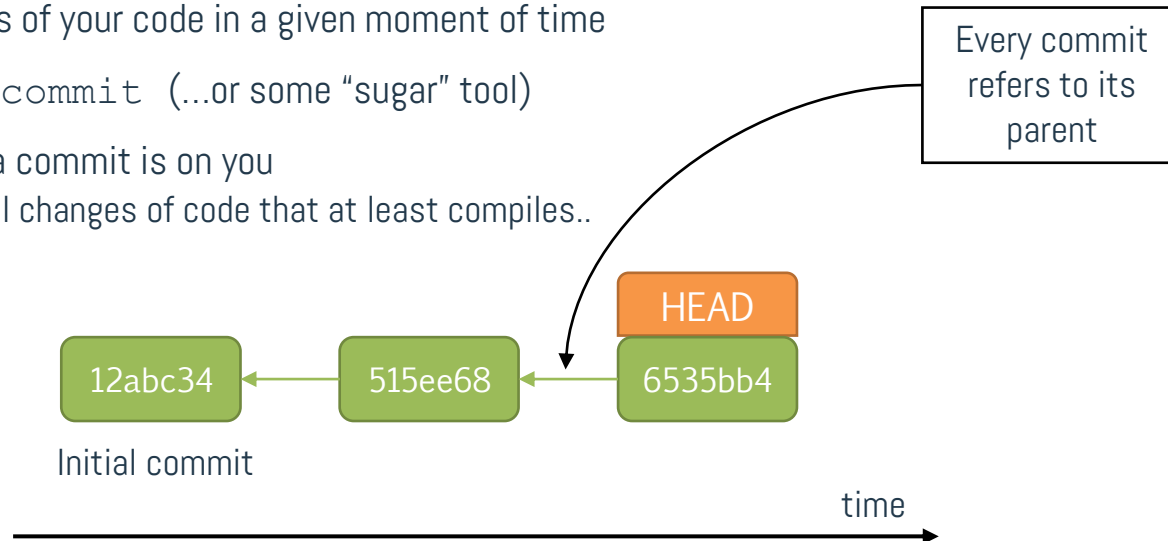 s of your code in a given moment of time
commit (…or some “sugar” tool)
a commit is on you
l changes of code that at least compiles..
Every commit
refers to its
parent
HEAD
12abc34
515ee68
6535bb4
Initial commit
time